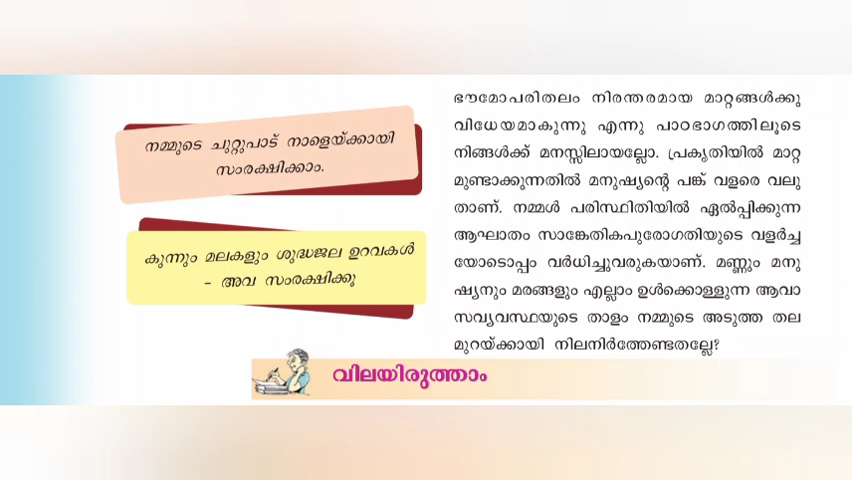 നമ്മുടെ ചുറ്റുപാട് നാളെയ്ക്കായി
സംരക്ഷിക്കാം.
കുന്നും മലകളും ശുദ്ധജല ഉറവകൾ
– അവ സംരക്ഷിക്കൂ
ഭൗമോപരിതലം നിരന്തരമായ മാറ്റങ്ങൾക്കു
വിധേയമാകുന്നു എന്നു പാഠഭാഗത്തിലൂടെ
നിങ്ങൾക്ക് മനസ്സിലായല്ലോ. പ്രകൃതിയിൽ മാറ്റ
മുണ്ടാക്കുന്നതിൽ മനുഷ്യന്റെ പങ്ക് വളരെ വലു
താണ്. നമ്മൾ പരിസ്ഥിതിയിൽ ഏൽപ്പിക്കുന്ന
ആഘാതം സാങ്കേതികപുരോഗതിയുടെ വളർച്ച
യോടൊപ്പം വർധിച്ചുവരുകയാണ്. മണ്ണും മനു
ഷ്യനും മരങ്ങളും എല്ലാം ഉൾക്കൊള്ളുന്ന ആവാ
സവ്യവസ്ഥയുടെ താളം നമ്മുടെ അടുത്ത തല
മുറയ്ക്കായി നിലനിർത്തേണ്ടതല്ലേ?
വിലയിരുത്താം